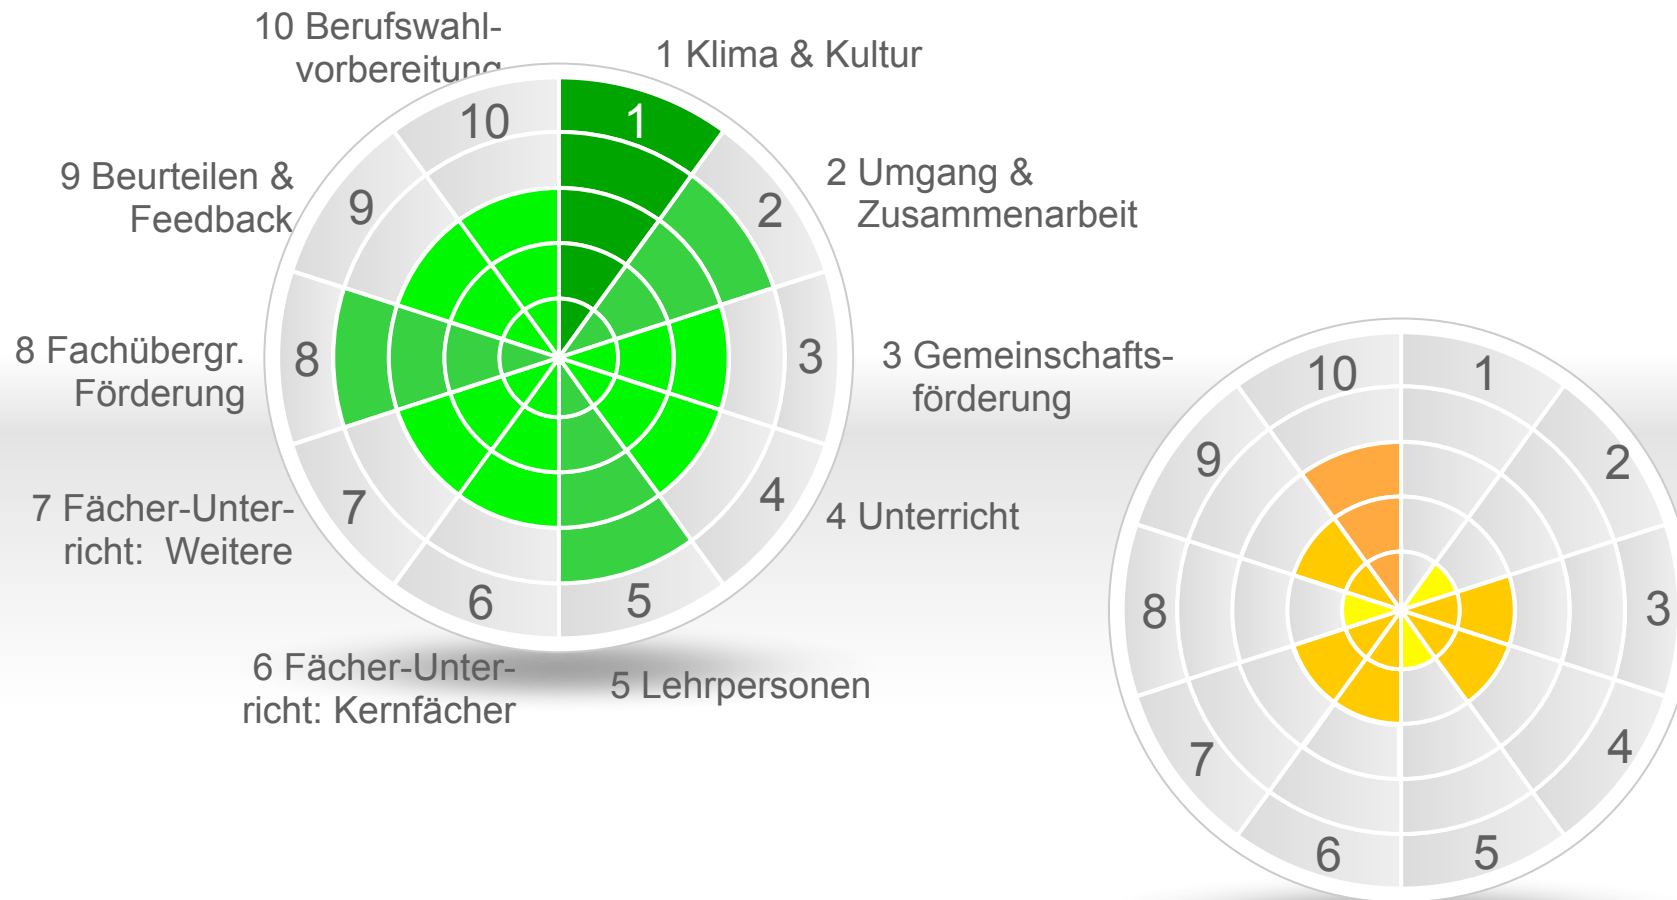 10 Berufswahl-
vorbereitung
1 Klima & Kultur
2 Umgang &
Zusammenarbeit
3 Gemeinschafts-
förderung
4 Unterricht
5 Lehrpersonen
6 Fächer-Unter-
richt: Kernfächer
7 Fächer-Unter-
richt:  Weitere
8 Fachübergr.
Förderung
9 Beurteilen &
Feedback
10
1
2
3
4
5
6
7
8
9
10
1
2
3
4
5
6
7
8
9